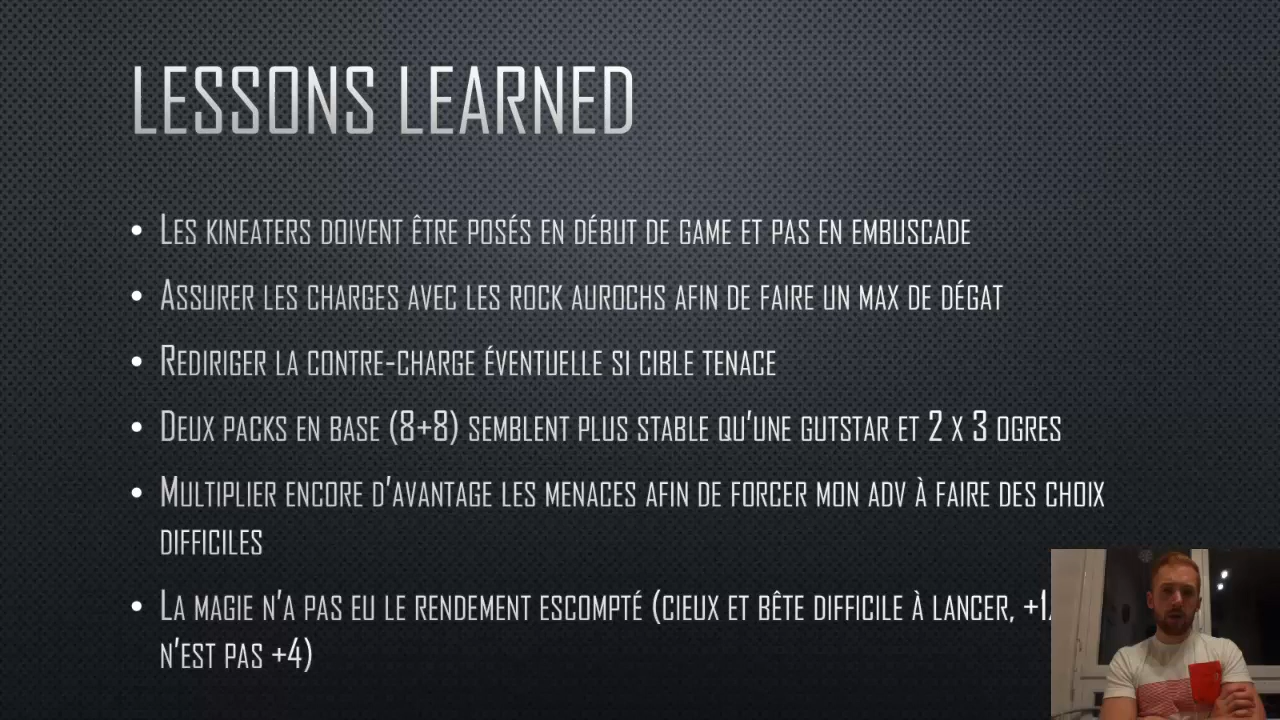 LESSONS LEARNED
• LES KINEATERS DOIVENT ÊTRE POSÉS EN DÉBUT DE GAME ET PAS EN EMBUSCADE
• ASSURER LES CHARGES AVEC LES ROCK AUROCHS AFIN DE FAIRE UN MAX DE DÉGAT
• REDIRIGER LA CONTRE-CHARGE ÉVENTUELLE SI CIBLE TENACE
• DEUX PACKS EN BASE (8+8) SEMBLENT PLUS STABLE QU'UNE GUTSTAR ET 2 X 3 OGRES
• MULTIPLIER ENCORE D'AVANTAGE LES MENACES AFIN DE FORCER MON ADV À FAIRE DES CHOIX
DIFFICILES
• LA MAGIE N'A PAS EU LE RENDEMENT ESCOMPTÉ (CIEUX ET BÊTE DIFFICILE À LANCER, +1
N'EST PAS +4)